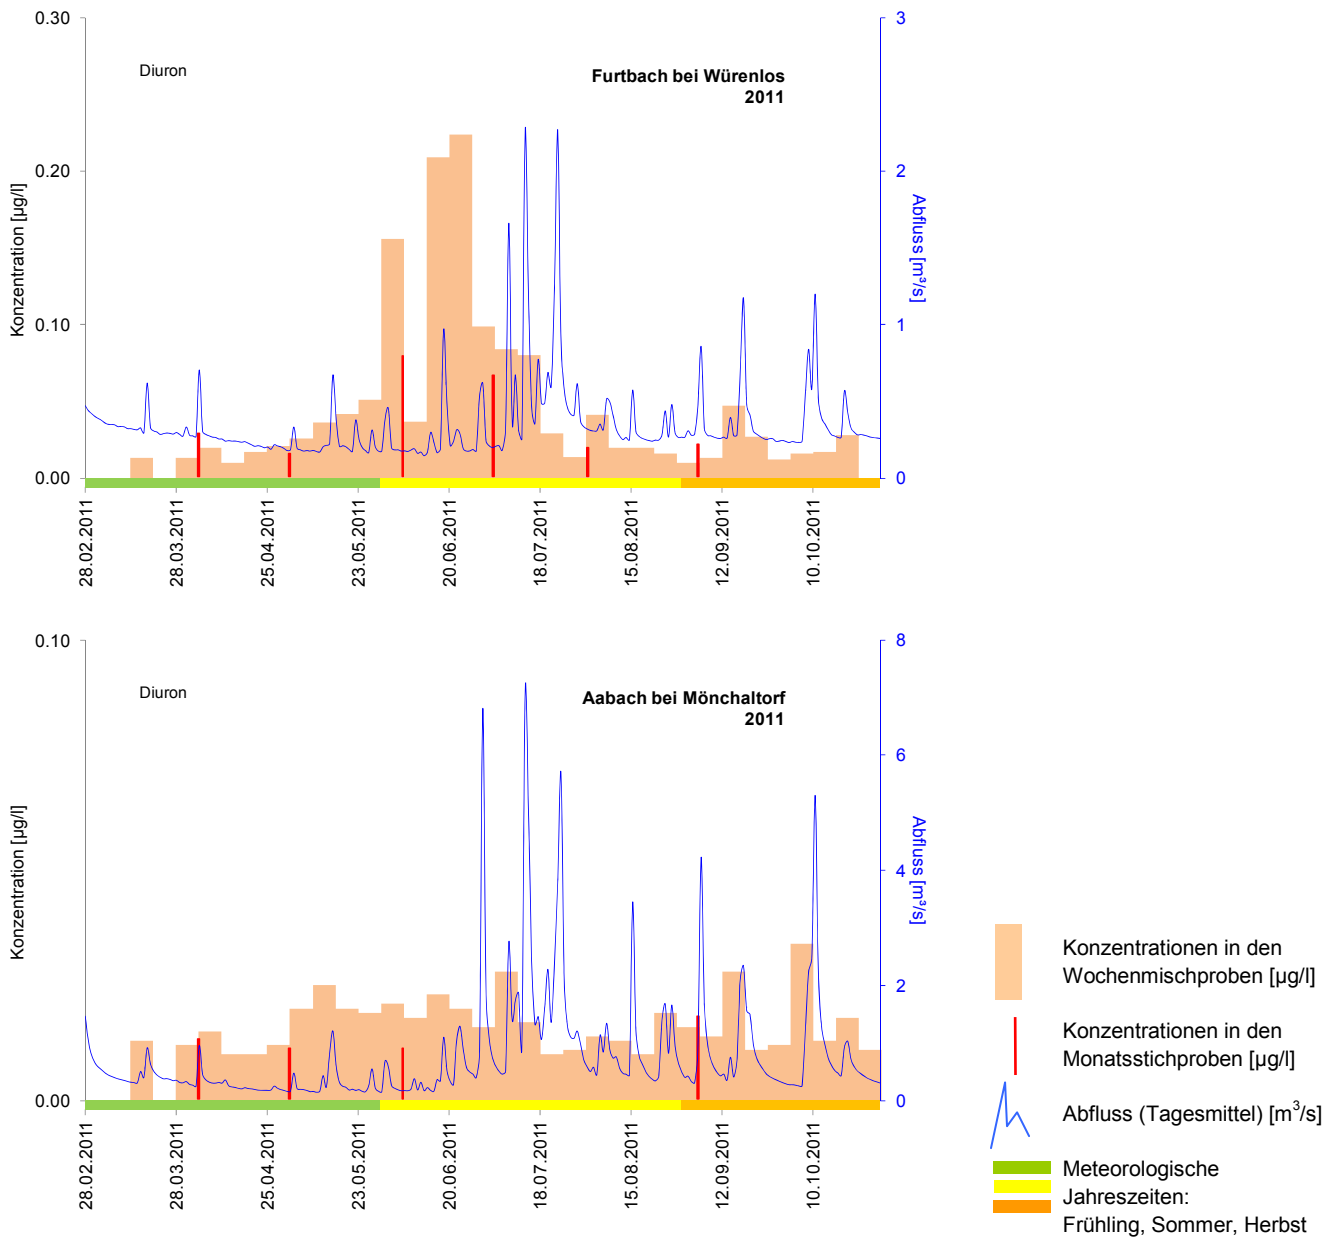 0.30
0.20
0.10
0.00
Konzentration [µg/l]
Diuron
Furtbach bei Würenlos
2011
3
2
1
0
Abfluss [m³/s]
28.02.2011
28.03.2011
25.04.2011
23.05.2011
20.06.2011
18.07.2011
15.08.2011
12.09.2011
10.10.2011
0.10
0.00
Konzentration [µg/l]
Diuron
Aabach bei Mönchaltorf
2011
8
6
4
2
0
Abfluss [m³/s]
28.02.2011
28.03.2011
25.04.2011
23.05.2011
20.06.2011
18.07.2011
15.08.2011
12.09.2011
10.10.2011
Konzentrationen in den
Wochenmischproben [µg/l]
Konzentrationen in den
Monatsstichproben [µg/l]
Abfluss (Tagesmittel) [m³/s]
Meteorologische
Jahreszeiten:
Frühling, Sommer, Herbst